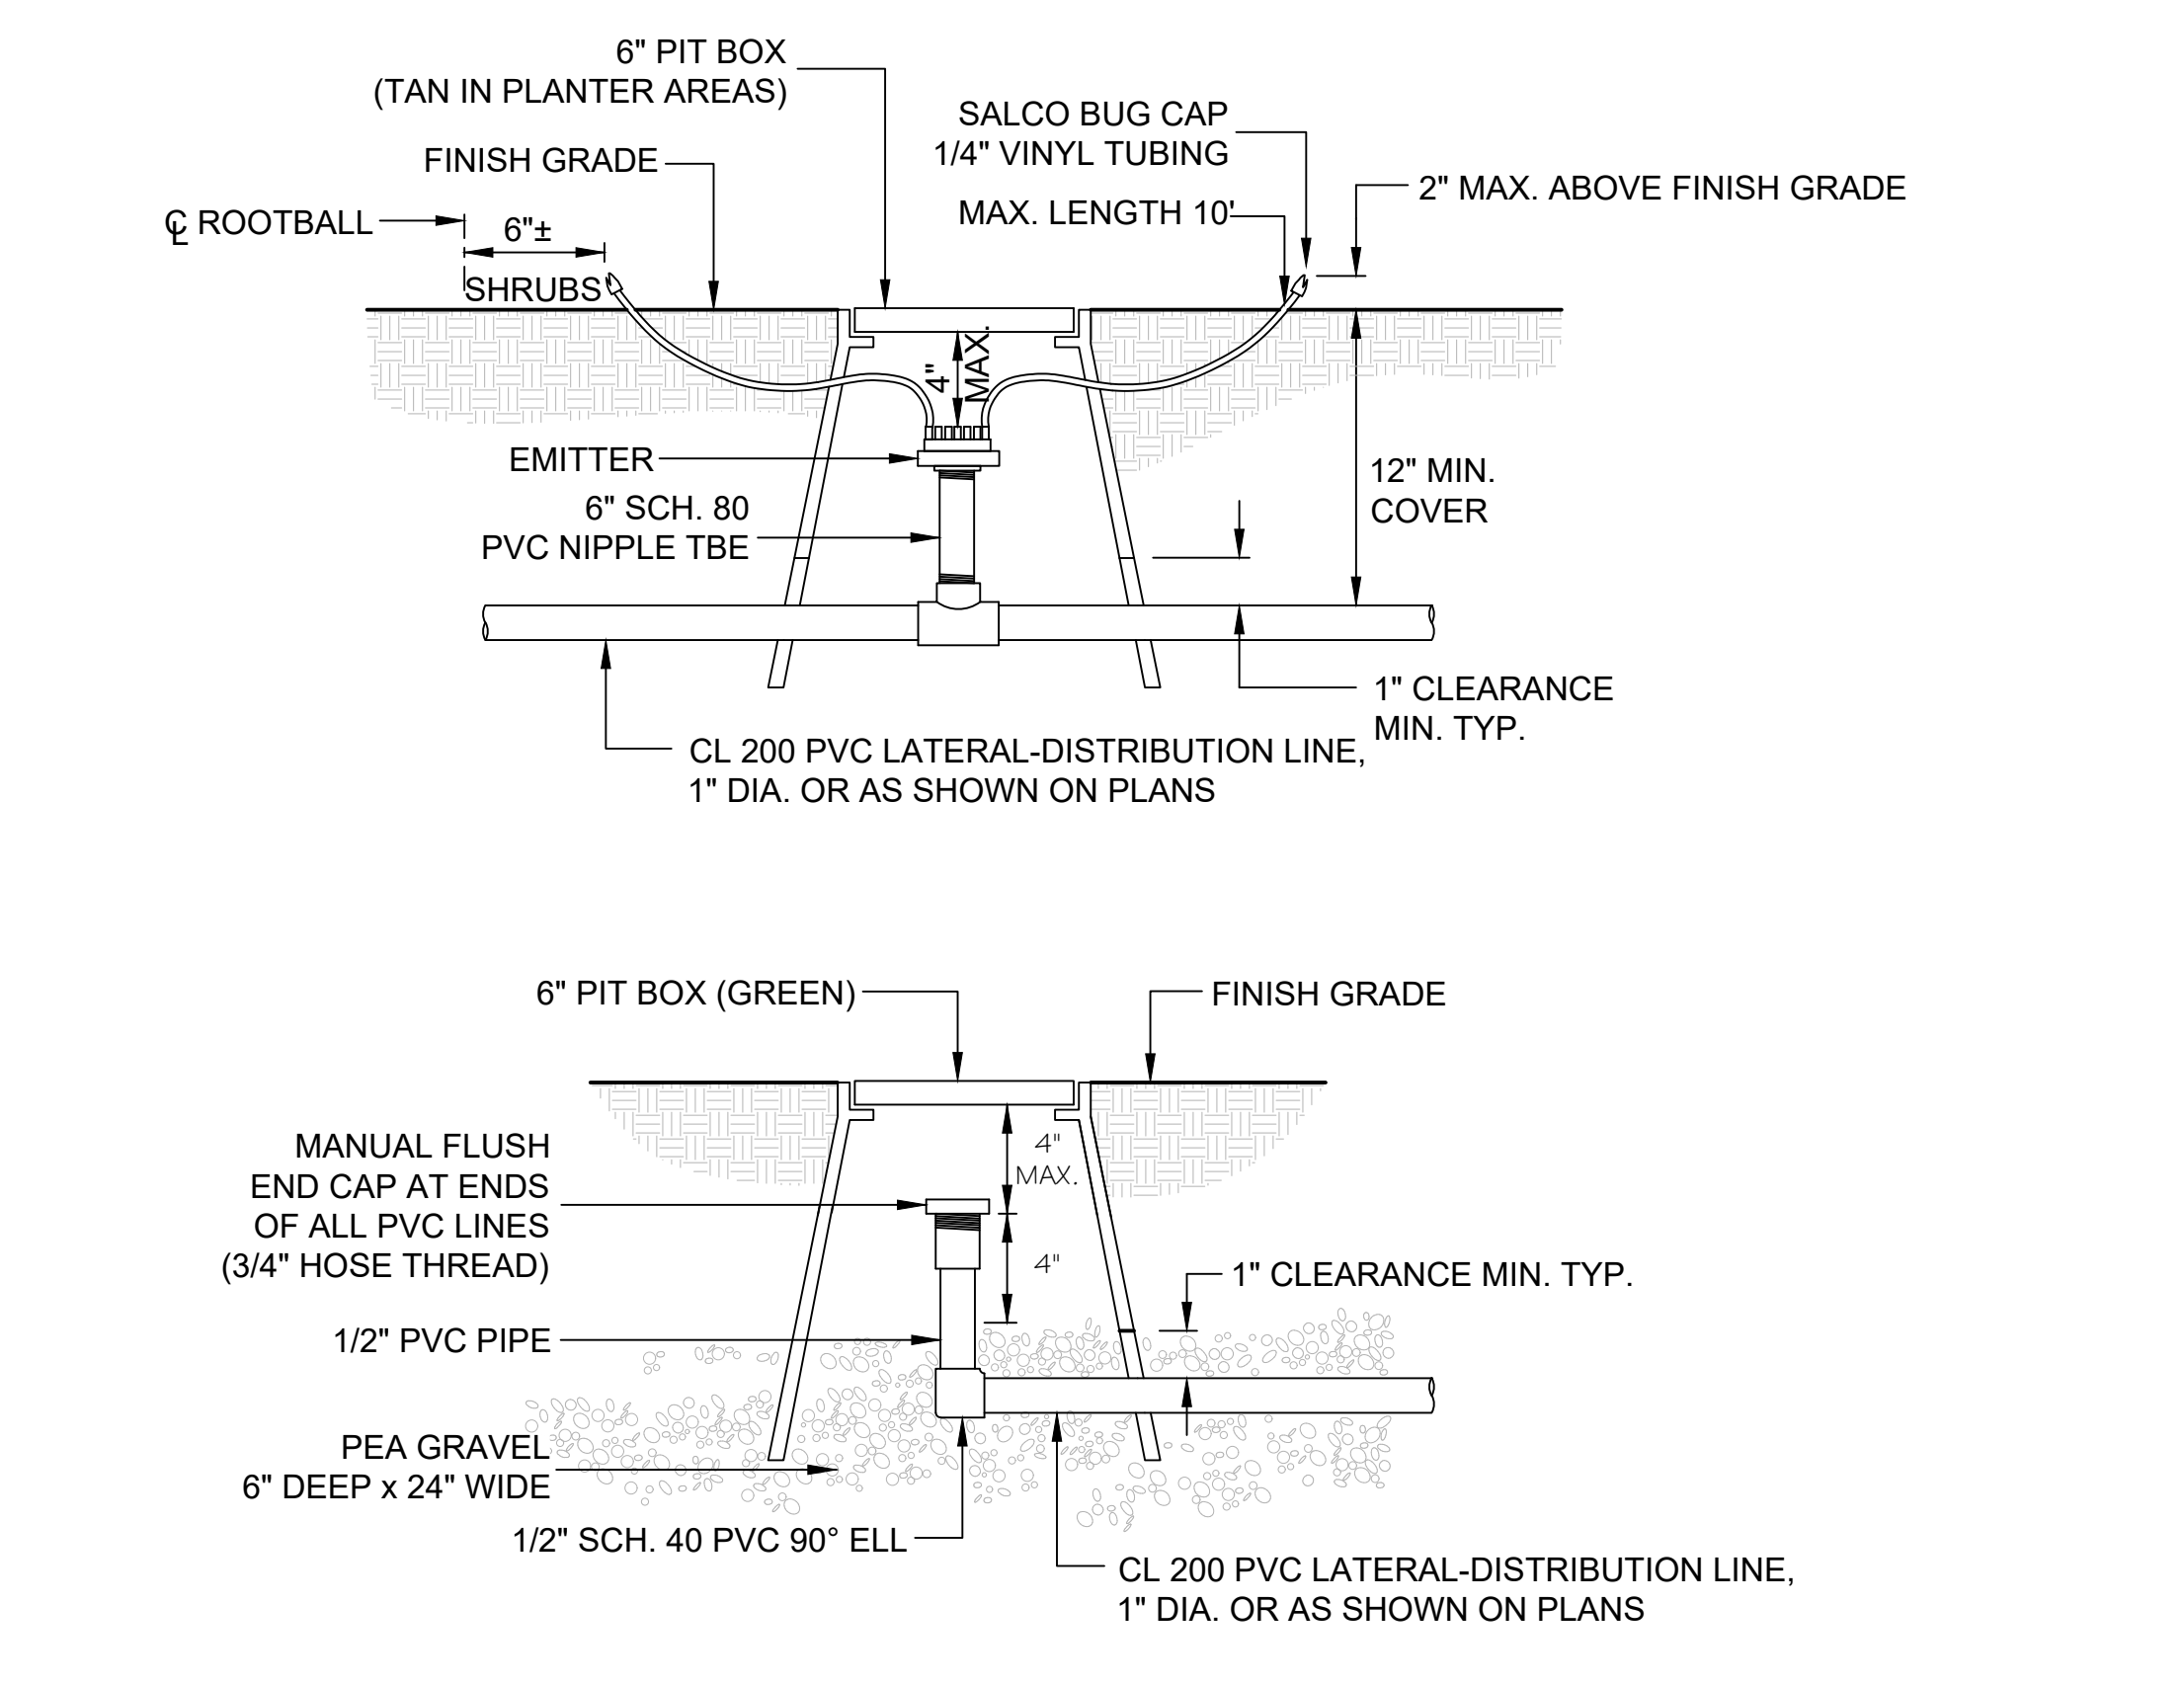 6" PIT BOX
(TAN IN PLANTER AREAS)
SALCO BUG CAP
1/4" VINYL TUBING
FINISH GRADE
2" MAX. ABOVE FINISH GRADE
MAX. LENGTH 10'
℄ ROOTBALL
6"±
SHRUBS
4"
MAX.
EMITTER
12" MIN.
COVER
6" SCH. 80
PVC NIPPLE TBE
1" CLEARANCE
MIN. TYP.
CL 200 PVC LATERAL-DISTRIBUTION LINE,
1" DIA. OR AS SHOWN ON PLANS
6" PIT BOX (GREEN)
FINISH GRADE
4"
MAX.
MANUAL FLUSH
END CAP AT ENDS
OF ALL PVC LINES
(3/4" HOSE THREAD)
4"
1" CLEARANCE MIN. TYP.
1/2" PVC PIPE
PEA GRAVEL
6" DEEP x 24" WIDE
1/2" SCH. 40 PVC 90° ELL
CL 200 PVC LATERAL-DISTRIBUTION LINE,
1" DIA. OR AS SHOWN ON PLANS